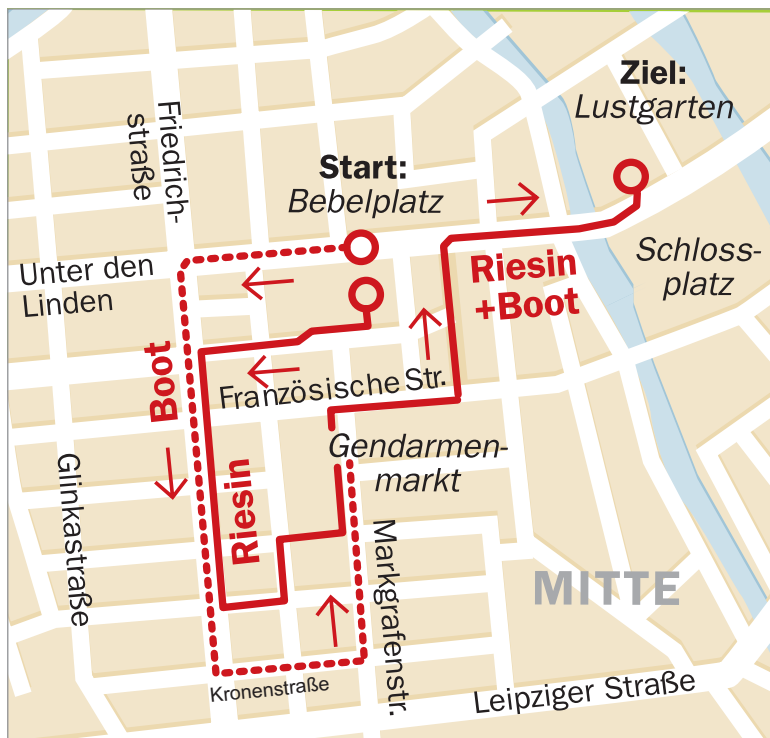 Ziel:
Lustgarten
Friedrich-
straße
Start:
Bebelplatz
Unter den
Linden
Riesin
+Boot
Schloss-
platz
Boot
Französische Str.
Gendarmen-
markt
Glinkastraße
Riesin
Markgrafenstr.
MITTE
Kronenstraße
Leipziger Straße